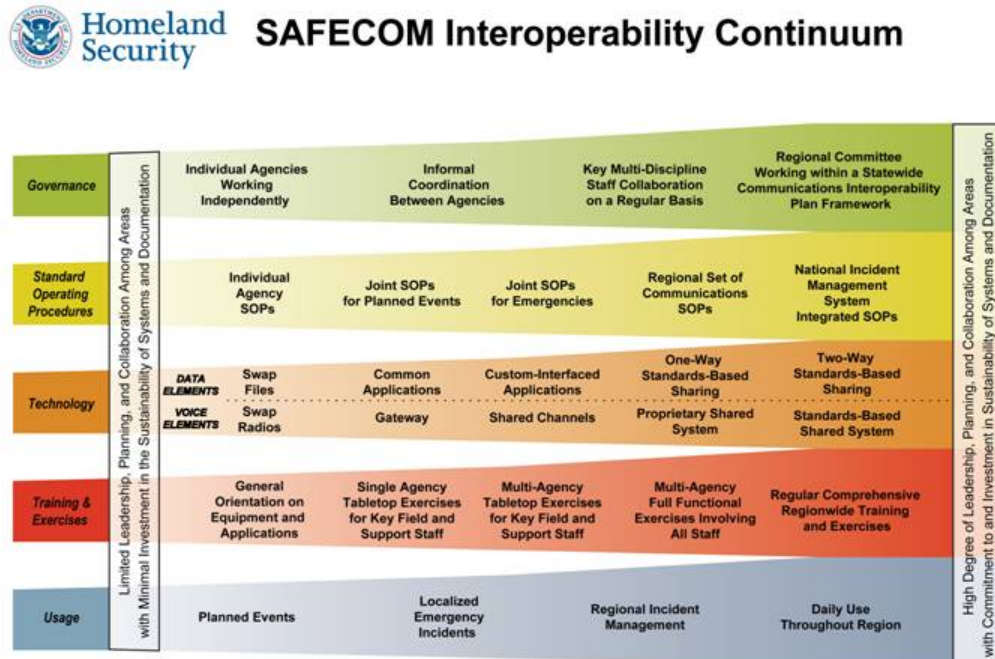 Homeland
Security
SAFECOM Interoperability Continuum
Limited Leadership, Planning, and Collaboration Among Areas
with Minimal Investment in the Sustainability of Systems and Documentation
Governance
Individual Agencies
Working
Independently
Informal
Coordination
Between Agencies
Key Multi-Discipline
Staff Collaboration
on a Regular Basis
Regional Committee
Working within a Statewide
Communications Interoperability
Plan Framework
Standard
Operating
Procedures
Individual
Agency
SOPs
Joint SOPs
for Planned Events
Joint SOPs
for Emergencies
Regional Set of
Communications
SOPs
National Incident
Management
System
Integrated SOPs
Technology
DATA
ELEMENTS
Swap
Files
Common
Applications
Custom-Interfaced
Applications
One-Way
Standards-Based
Sharing
Two-Way
Standards-Based
Sharing
VOICE
ELEMENTS
Swap
Radios
Gateway
Shared Channels
Proprietary Shared
System
Standards-Based
Shared System
Training &
Exercises
General
Orientation on
Equipment and
Applications
Single Agency
Tabletop Exercises
for Key Field and
Support Staff
Multi-Agency
Tabletop Exercises
for Key Field and
Support Staff
Multi-Agency
Full Functional
Exercises Involving
All Staff
Regular Comprehensive
Regionwide Training
and Exercises
Usage
Planned Events
Localized
Emergency
Incidents
Regional Incident
Management
Daily Use
Throughout Region
High Degree of Leadership, Planning, and Collaboration Among Areas
with Commitment to and Investment in Sustainability of Systems and Documentation